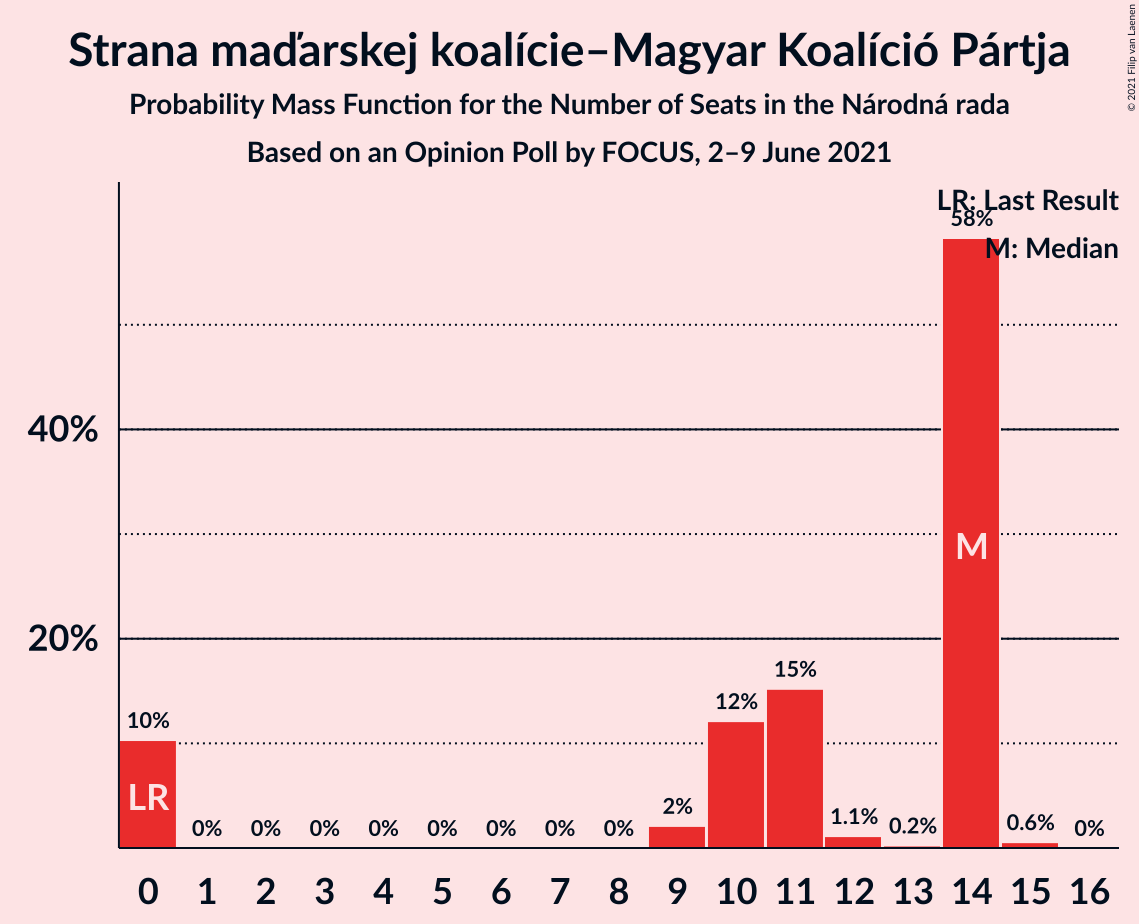 Strana maďarskej koalície–Magyar Koalíció Pártja
Probability Mass Function for the Number of Seats in the Národná rada
Based on an Opinion Poll by FOCUS, 2–9 June 2021
© 2021 Filip van Laenen
LR: Last Result
M: Median
40%
20%
10%
0%
0%
0%
0%
0%
0%
0%
0%
2%
12%
15%
1.1%
0.2%
58%
0.6%
0%
LR
M
0 1 2 3 4 5 6 7 8 9 10 11 12 13 14 15 16